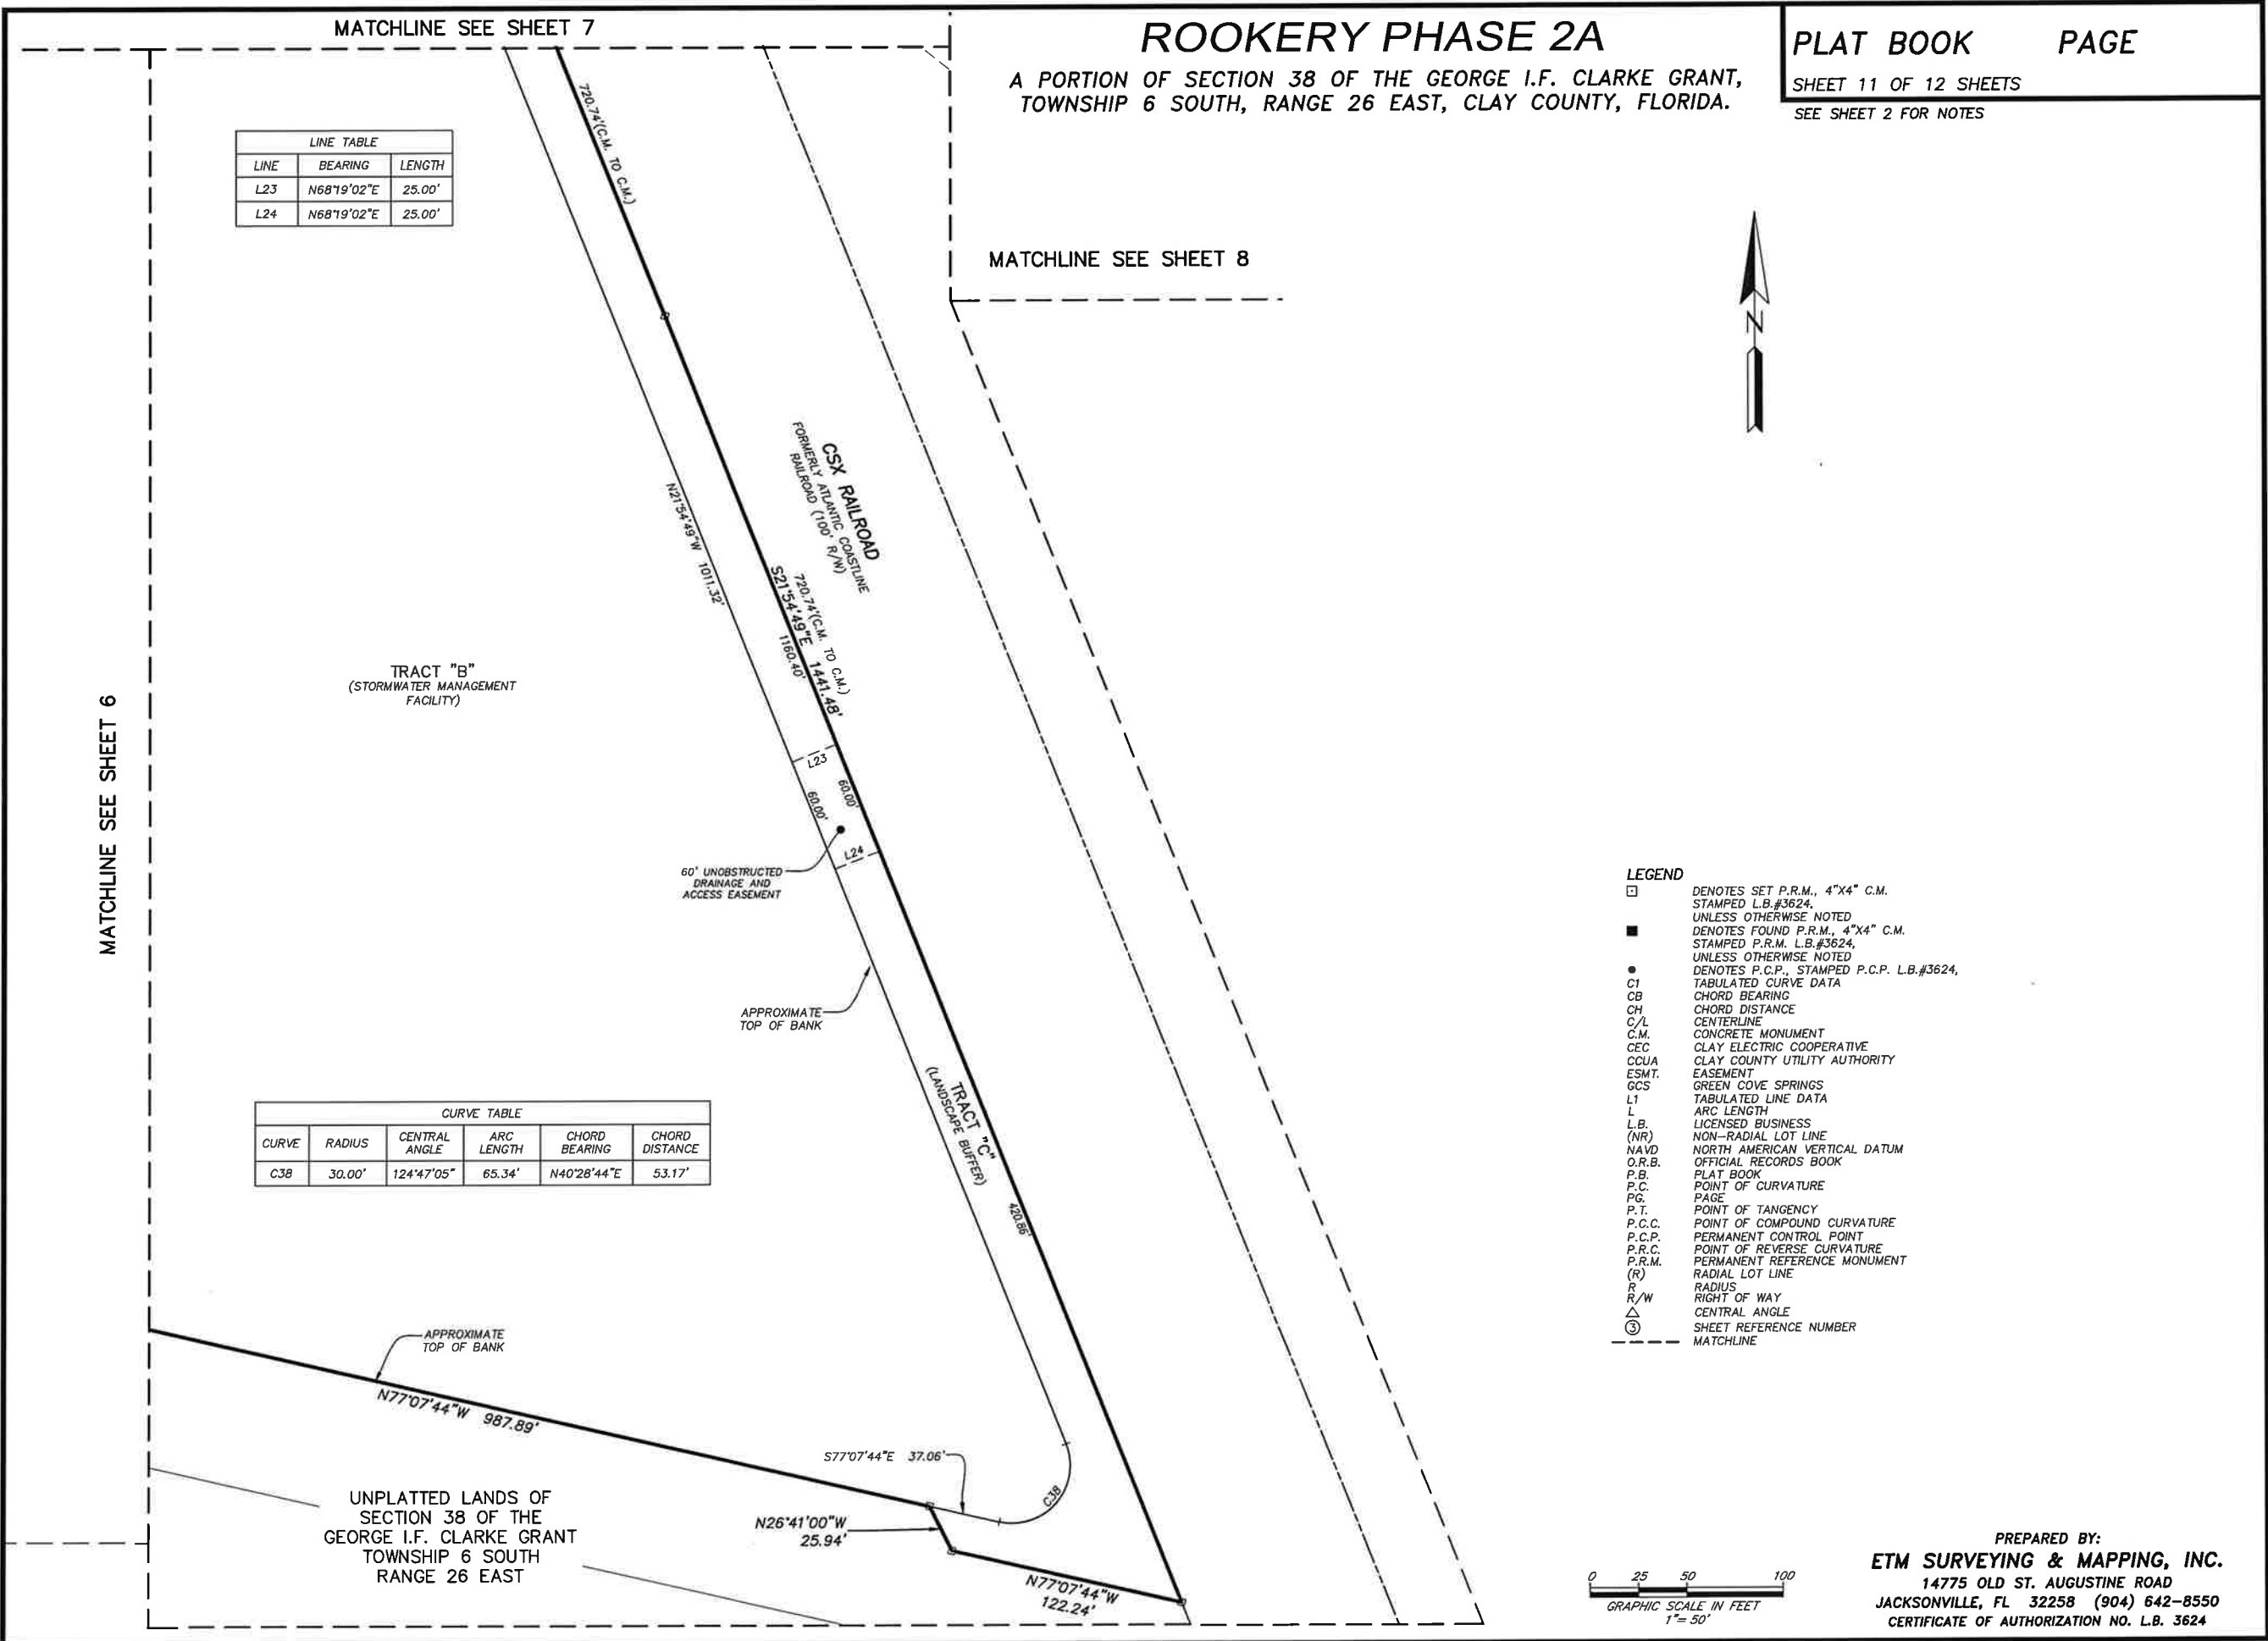 MATCHLINE SEE SHEET 7
ROOKERY PHASE 2A
A PORTION OF SECTION 38 OF THE GEORGE I.F. CLARKE GRANT,
TOWNSHIP 6 SOUTH, RANGE 26 EAST, CLAY COUNTY, FLORIDA.
PLAT BOOK PAGE
SHEET 11 OF 12 SHEETS
SEE SHEET 2 FOR NOTES
LINE TABLE
LINE BEARING LENGTH
L23 N68°19'02"E 25.00'
L24 N68°19'02"E 25.00'
720.74'(C.M. TO C.M.)
MATCHLINE SEE SHEET 8
N
CSX RAILROAD
FORMERLY ATLANTIC COASTLINE
RAILROAD (100' R/W)
N21°54'49"W 1011.32'
720.74'(C.M. TO C.M.)
S21°54'49"E 1441.48'
1160.40'
TRACT "B"
(STORMWATER MANAGEMENT
FACILITY)
MATCHLINE SEE SHEET 6
L23
60.00'
60.00'
L24
60' UNOBSTRUCTED
DRAINAGE AND
ACCESS EASEMENT
APPROXIMATE
TOP OF BANK
TRACT "C"
(LANDSCAPE BUFFER)
420.86'
CURVE TABLE
CURVE RADIUS CENTRAL ANGLE ARC LENGTH CHORD BEARING CHORD DISTANCE
C38 30.00' 124°47'05" 65.34' N40°28'44"E 53.17'
APPROXIMATE
TOP OF BANK
N77°07'44"W 987.89'
S77°07'44"E 37.06'
C38
N26°41'00"W
25.94'
N77°07'44"W
122.24'
UNPLATTED LANDS OF
SECTION 38 OF THE
GEORGE I.F. CLARKE GRANT
TOWNSHIP 6 SOUTH
RANGE 26 EAST
LEGEND
DENOTES SET P.R.M., 4"X4" C.M.
STAMPED L.B.#3624,
UNLESS OTHERWISE NOTED
DENOTES FOUND P.R.M., 4"X4" C.M.
STAMPED P.R.M. L.B.#3624,
UNLESS OTHERWISE NOTED
DENOTES P.C.P., STAMPED P.C.P. L.B.#3624,
C1 TABULATED CURVE DATA
CB CHORD BEARING
CH CHORD DISTANCE
C/L CENTERLINE
C.M. CONCRETE MONUMENT
CEC CLAY ELECTRIC COOPERATIVE
CCUA CLAY COUNTY UTILITY AUTHORITY
ESMT. EASEMENT
GCS GREEN COVE SPRINGS
L1 TABULATED LINE DATA
L ARC LENGTH
L.B. LICENSED BUSINESS
(NR) NON-RADIAL LOT LINE
NAVD NORTH AMERICAN VERTICAL DATUM
O.R.B. OFFICIAL RECORDS BOOK
P.B. PLAT BOOK
P.C. POINT OF CURVATURE
PG. PAGE
P.T. POINT OF TANGENCY
P.C.C. POINT OF COMPOUND CURVATURE
P.C.P. PERMANENT CONTROL POINT
P.R.C. POINT OF REVERSE CURVATURE
P.R.M. PERMANENT REFERENCE MONUMENT
(R) RADIAL LOT LINE
R RADIUS
R/W RIGHT OF WAY
△ CENTRAL ANGLE
③ SHEET REFERENCE NUMBER
MATCHLINE
0 25 50 100
GRAPHIC SCALE IN FEET
1"= 50'
PREPARED BY:
ETM SURVEYING & MAPPING, INC.
14775 OLD ST. AUGUSTINE ROAD
JACKSONVILLE, FL 32258 (904) 642-8550
CERTIFICATE OF AUTHORIZATION NO. L.B. 3624